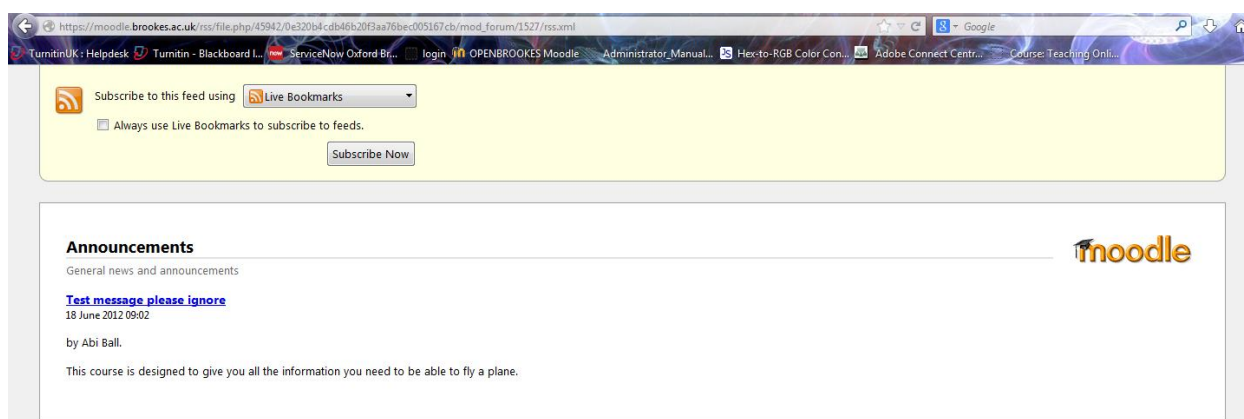 https://moodle.brookes.ac.uk/rss/file.php/45942/0e320b4cdb46b20f3aa76bec005167cb/mod_forum/1527/rss.xml Google
TurnitinUK : Helpdesk Turnitin - Blackboard I... now ServiceNow Oxford Br... login OPENBROOKES Moodle Administrator_Manual... Hex-to-RGB Color Con... Adobe Connect Centr... Course: Teaching Onli...
Subscribe to this feed using Live Bookmarks
Always use Live Bookmarks to subscribe to feeds.
Subscribe Now
Announcements
moodle
General news and announcements
Test message please ignore
18 June 2012 09:02
by Abi Ball.
This course is designed to give you all the information you need to be able to fly a plane.